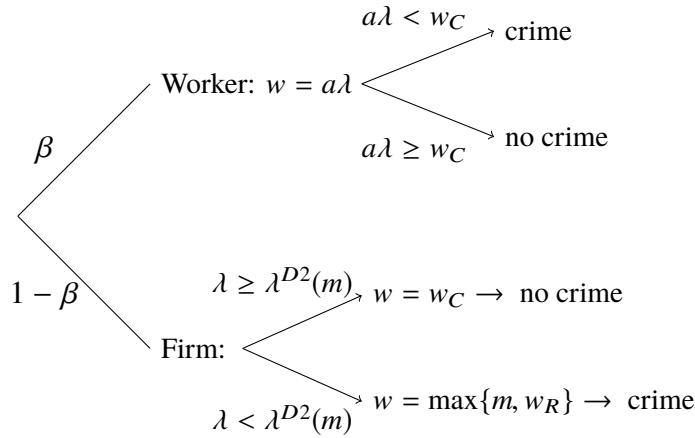 aλ < w_C
crime
β
Worker: w = aλ
aλ ≥ w_C
no crime
1 − β
Firm:
λ ≥ λ^{D2}(m)
w = w_C → no crime
λ < λ^{D2}(m)
w = max{m, w_R} → crime